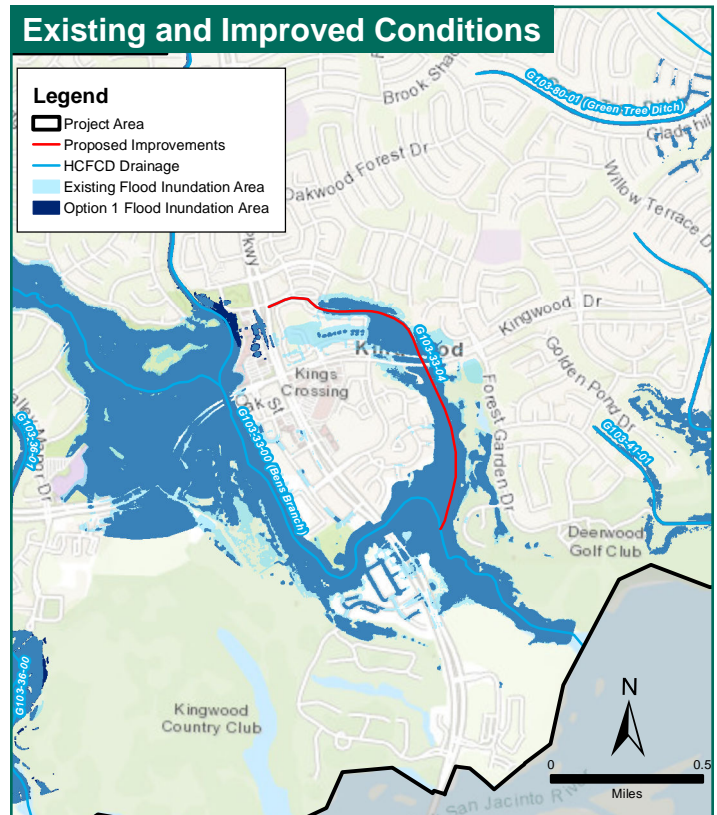 Existing and Improved Conditions
Legend
Project Area
Proposed Improvements
HCFCD Drainage
Existing Flood Inundation Area
Option 1 Flood Inundation Area
Brook
G103-80-01 (Green Tree Ditch)
Oakwood Forest Dr
Willow Terrace
Kingwood Dr
G103-33-04
Kings
Crossing
Golden Pond Dr
Forest Garden Dr
G103-41-01
St
G103-33-00 (Bens Branch)
Dr
Deerwood
Golf Club
G103-36-00
Kingwood
Country Club
N
0
0.5
Miles
San Jacinto